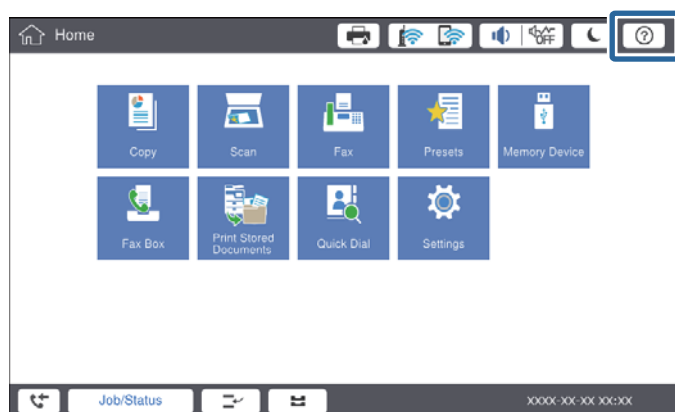 Home
OFF
?
Copy
Scan
Fax
Presets
Memory Device
Fax Box
Print Stored
Documents
Quick Dial
Settings
Job/Status
XXXX-XX-XX XX:XX